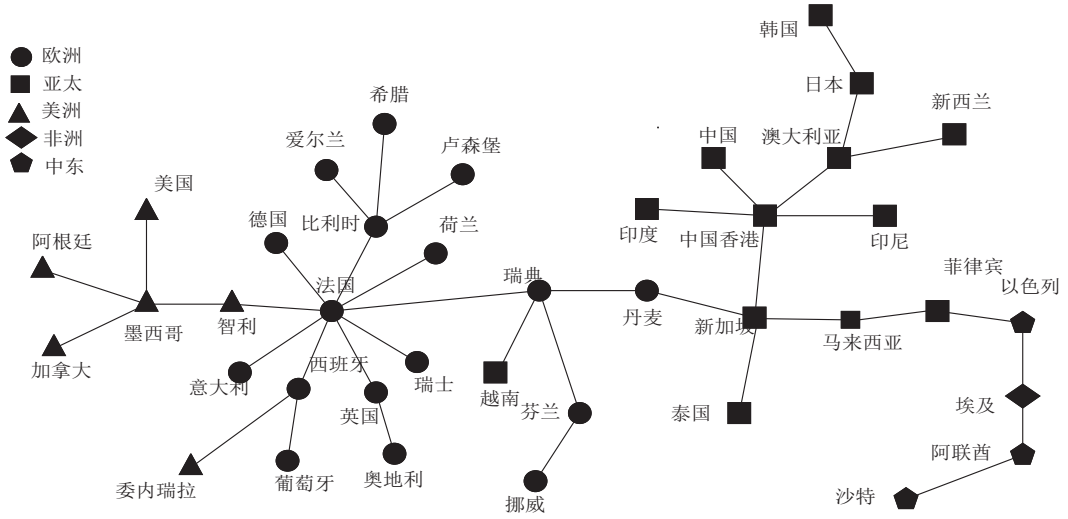 韩国
欧洲
亚太
日本
美洲
希腊
新西兰
非洲
爱尔兰
卢森堡
中国
澳大利亚
中东
美国
德国
比利时
荷兰
阿根廷
印度
中国香港
印尼
法国
瑞典
菲律宾
以色列
墨西哥
智利
丹麦
新加坡
马来西亚
加拿大
意大利
西班牙
瑞士
越南
英国
芬兰
泰国
埃及
阿联酋
委内瑞拉
葡萄牙
奥地利
挪威
沙特